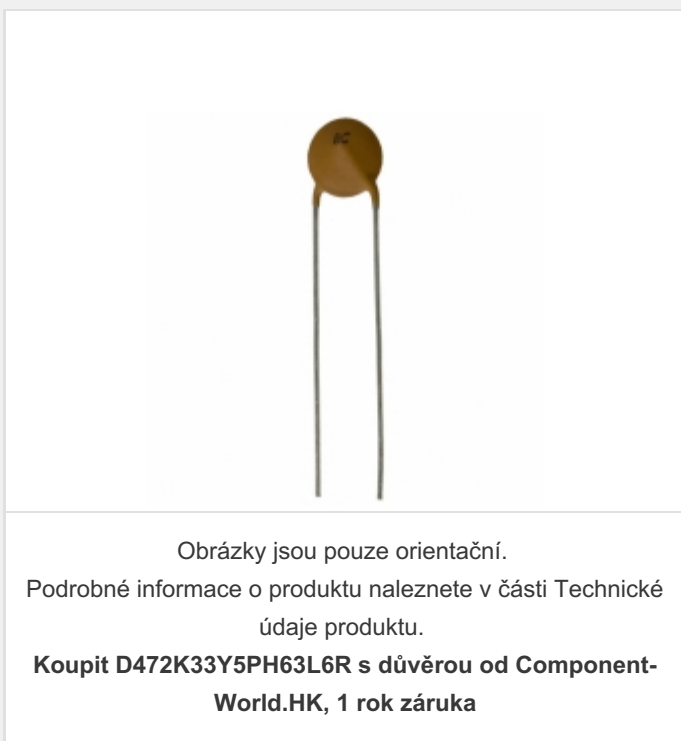 BC
Obrázky jsou pouze orientační.
Podrobné informace o produktu naleznete v části Technické
údaje produktu.
Koupit D472K33Y5PH63L6R s důvěrou od Component-
World.HK, 1 rok záruka